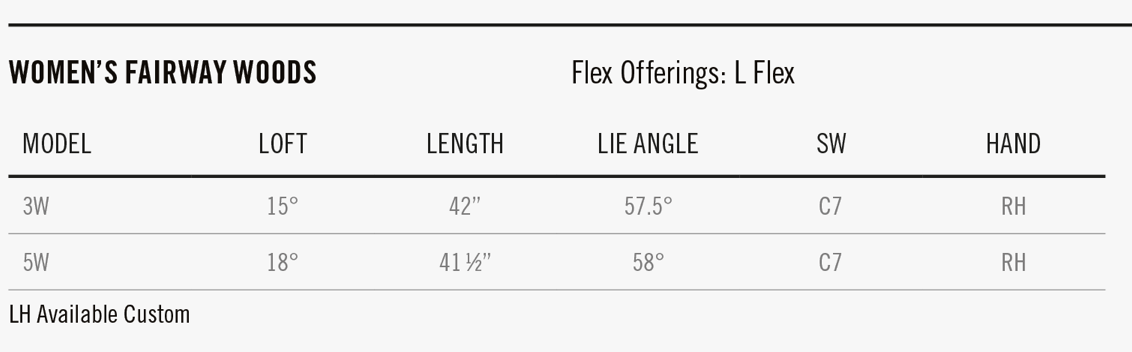 WOMEN’S FAIRWAY WOODS Flex Offerings: L Flex
MODEL LOFT LENGTH LIE ANGLE SW HAND
3W 15° 42” 57.5° C7 RH
5W 18° 41 ½” 58° C7 RH
LH Available Custom